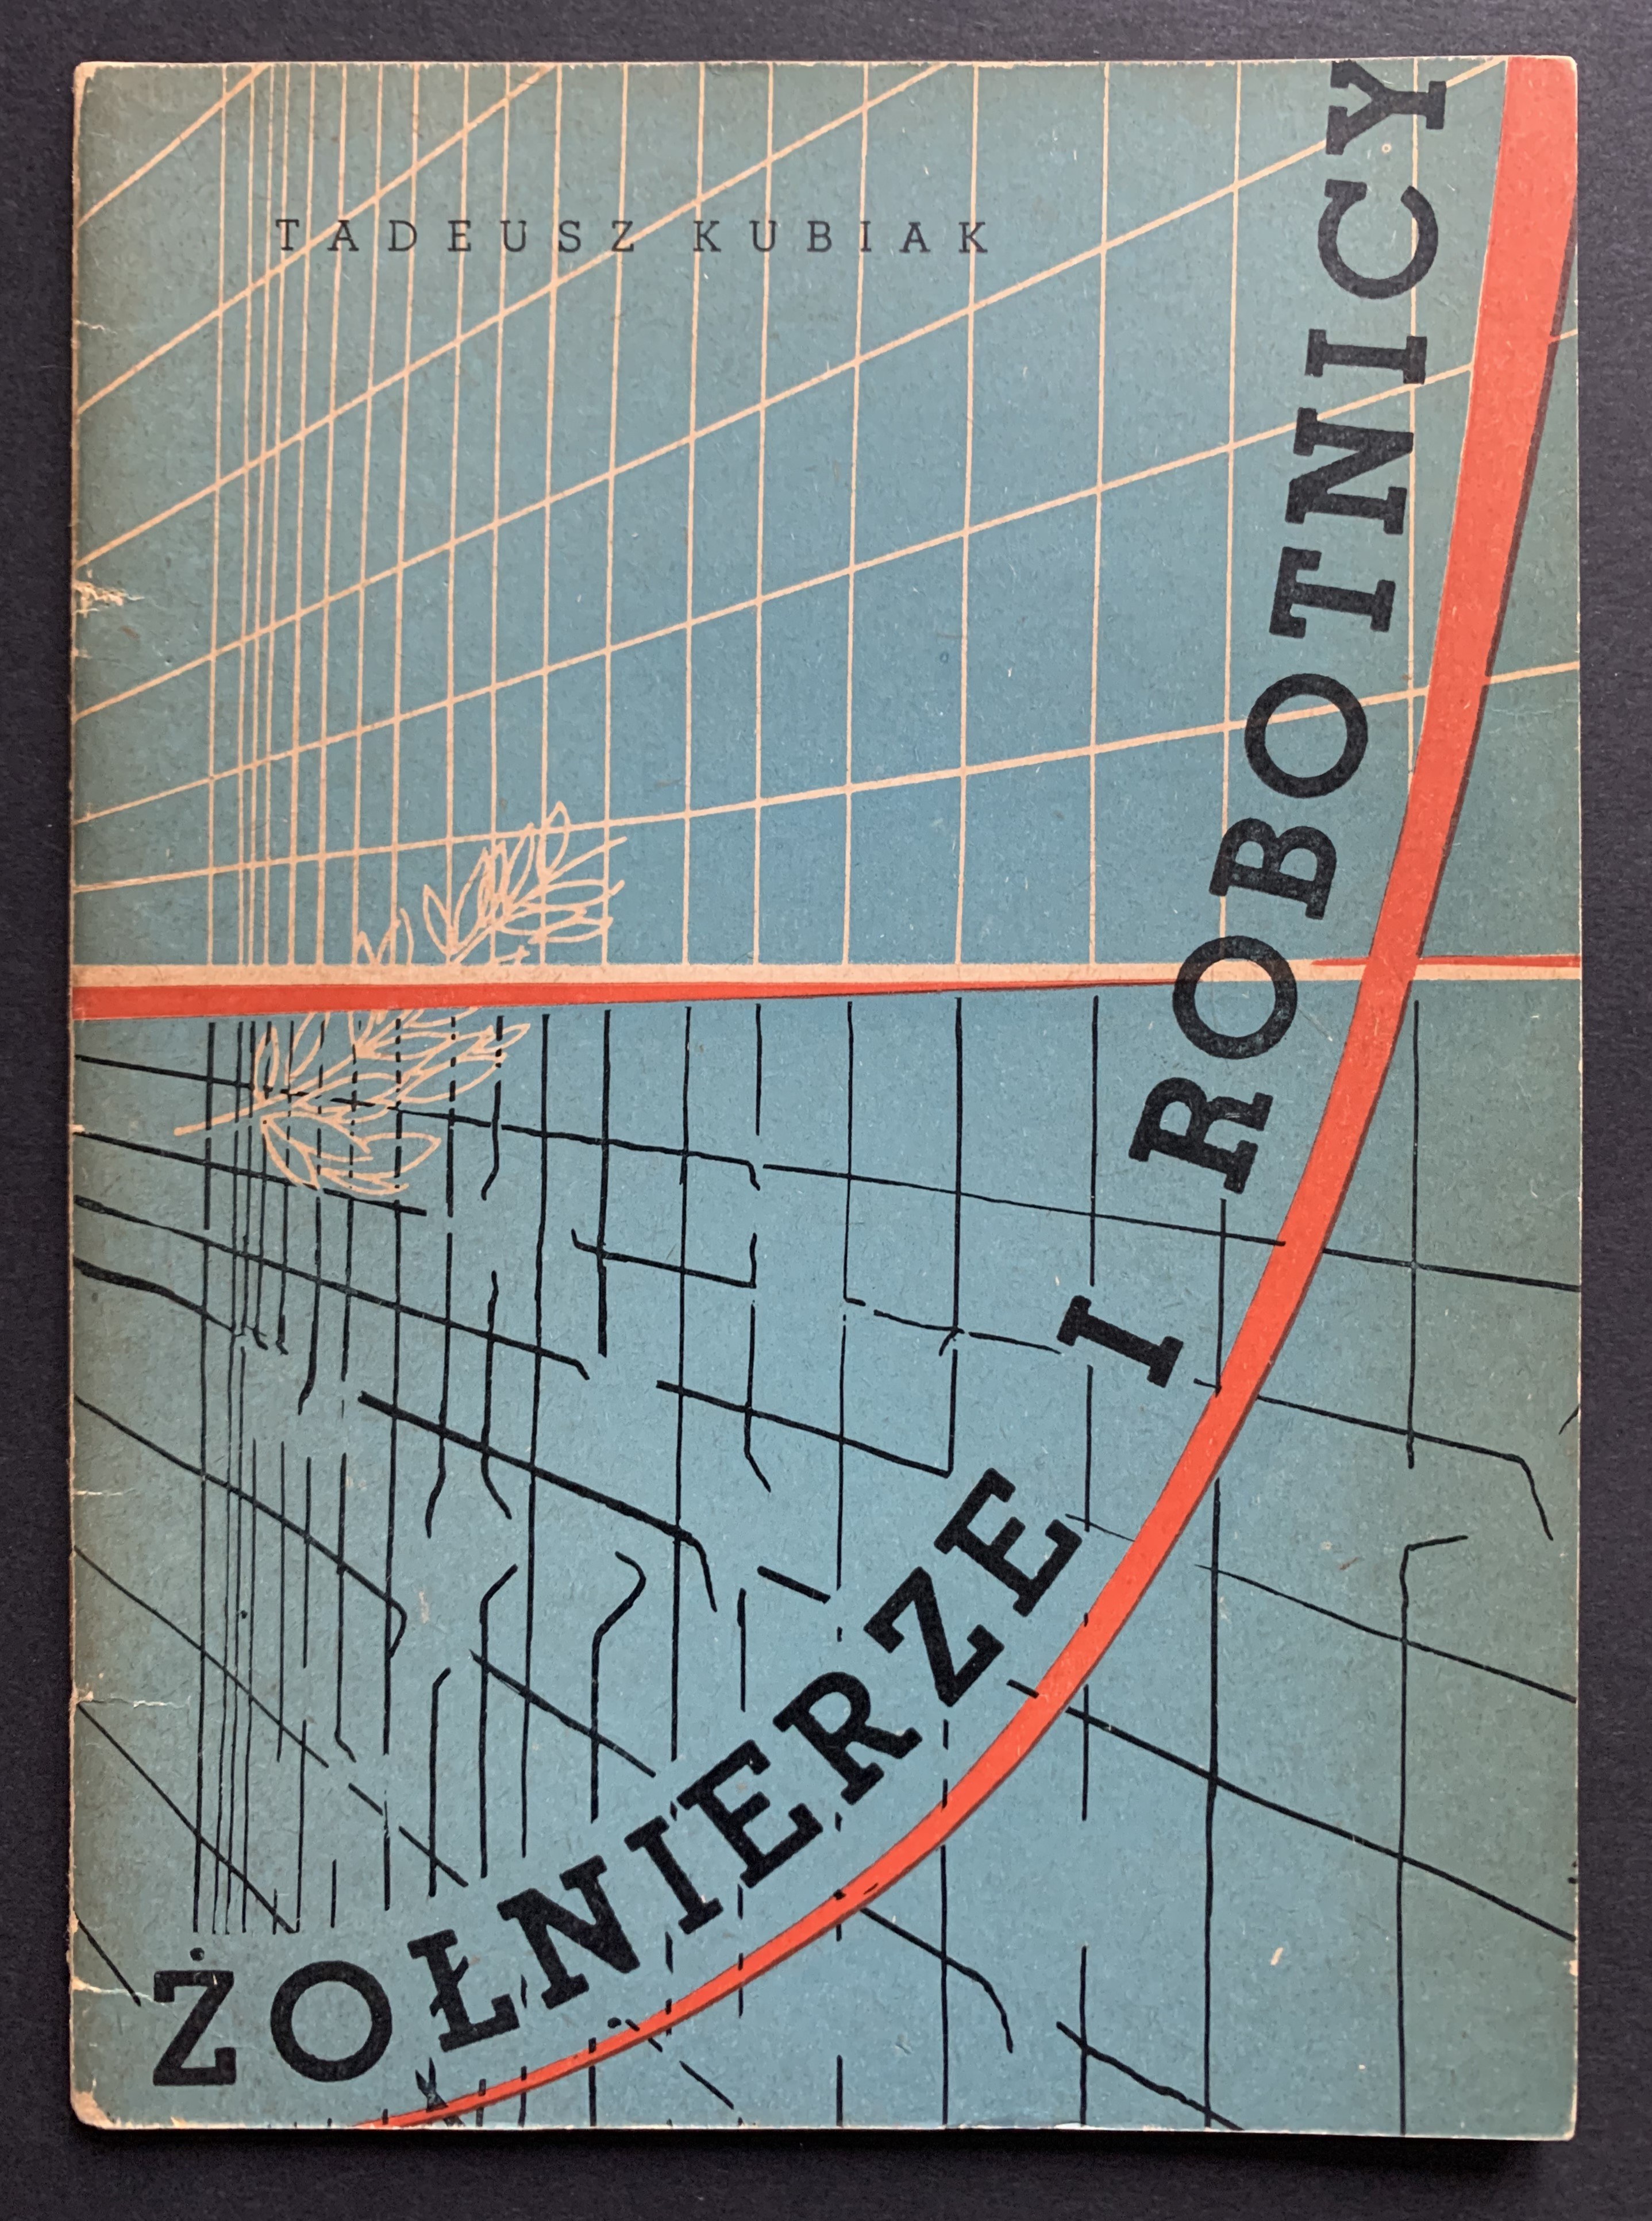 TADEUSZ KUBIAK
ŻOŁNIERZE I ROBOTNICY